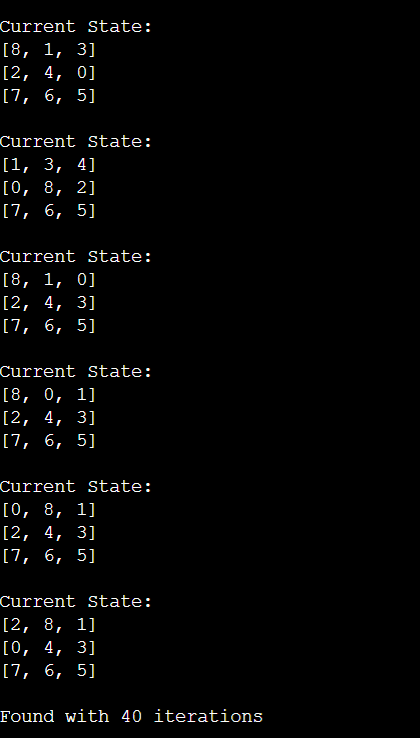 Current State:
[8, 1, 3]
[2, 4, 0]
[7, 6, 5]
Current State:
[1, 3, 4]
[0, 8, 2]
[7, 6, 5]
Current State:
[8, 1, 0]
[2, 4, 3]
[7, 6, 5]
Current State:
[8, 0, 1]
[2, 4, 3]
[7, 6, 5]
Current State:
[0, 8, 1]
[2, 4, 3]
[7, 6, 5]
Current State:
[2, 8, 1]
[0, 4, 3]
[7, 6, 5]
Found with 40 iterations